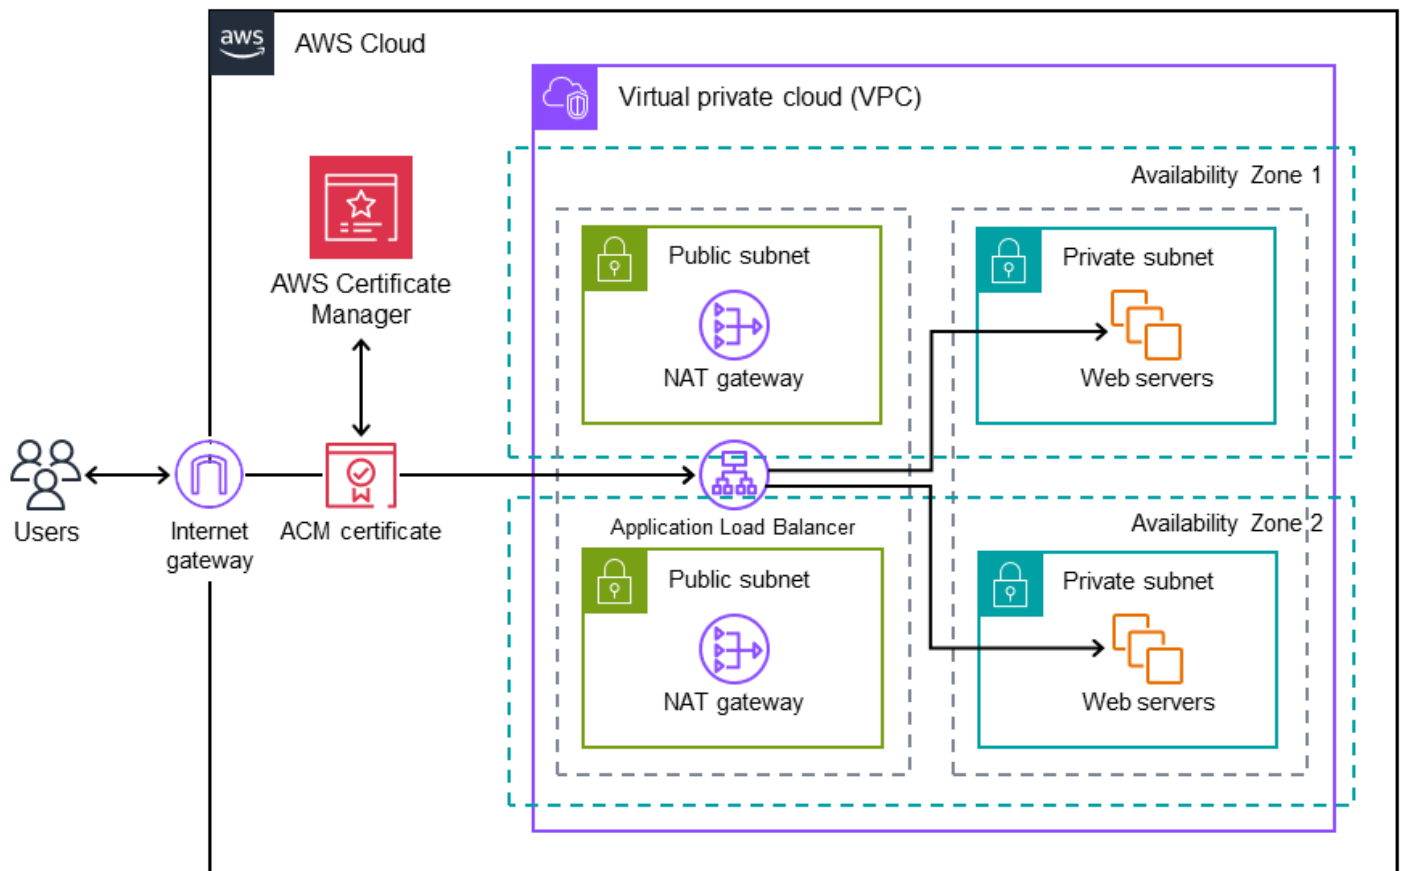 aws
AWS Cloud
Virtual private cloud (VPC)
Availability Zone 1
Public subnet
Private subnet
AWS Certificate
Manager
NAT gateway
Web servers
Users
Internet
gateway
ACM certificate
Application Load Balancer
Availability Zone 2
Public subnet
Private subnet
NAT gateway
Web servers